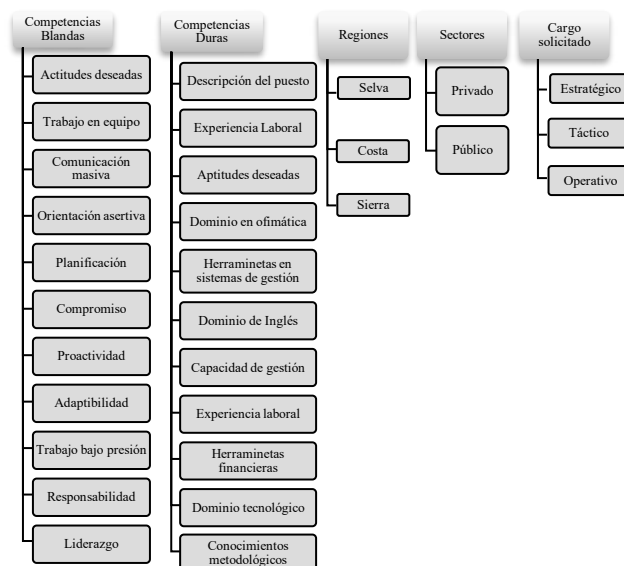 Competencias
Blandas
Actitudes deseadas
Trabajo en equipo
Comunicación
masiva
Orientación asertiva
Planificación
Compromiso
Proactividad
Adaptibilidad
Trabajo bajo presión
Responsabilidad
Liderazgo
Competencias
Duras
Descripción del puesto
Experiencia Laboral
Aptitudes deseadas
Dominio en ofimática
Herraminetas en
sistemas de gestión
Dominio de Inglés
Capacidad de gestión
Experiencia laboral
Herraminetas
financieras
Dominio tecnológico
Conocimientos
metodológicos
Regiones
Selva
Costa
Sierra
Sectores
Privado
Público
Cargo
solicitado
Estratégico
Táctico
Operativo